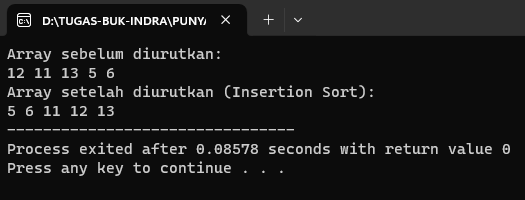 D:\TUGAS-BUK-INDRA\PUNYA
Array sebelum diurutkan:
12 11 13 5 6
Array setelah diurutkan (Insertion Sort):
5 6 11 12 13
--------------------------------
Process exited after 0.08578 seconds with return value 0
Press any key to continue . . .